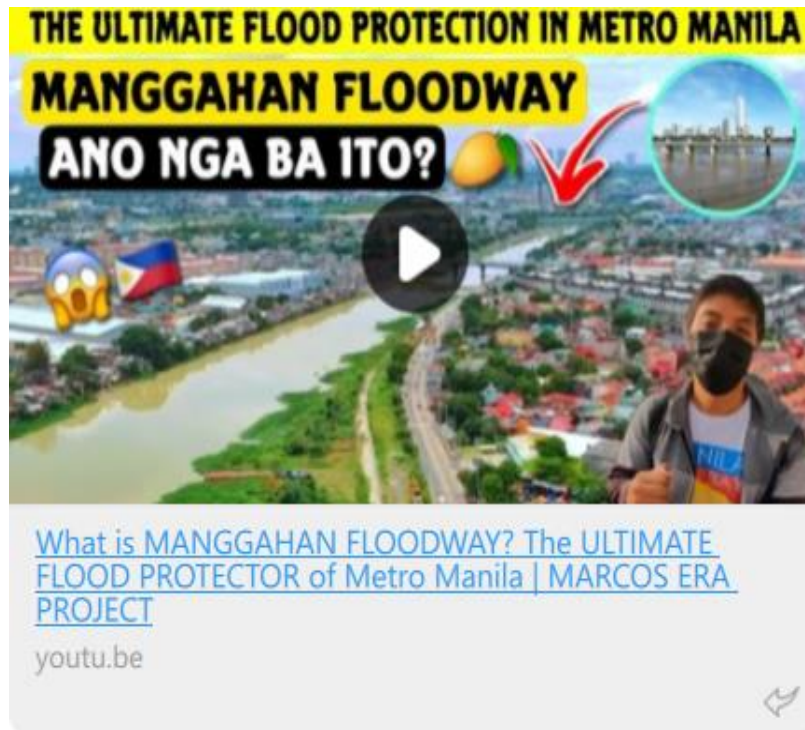 THE ULTIMATE FLOOD PROTECTION IN METRO MANILA
MANGGAHAN FLOODWAY
ANO NGA BA ITO?
NILA
What is MANGGAHAN FLOODWAY? The ULTIMATE
FLOOD PROTECTOR of Metro Manila | MARCOS ERA
PROJECT
youtu.be